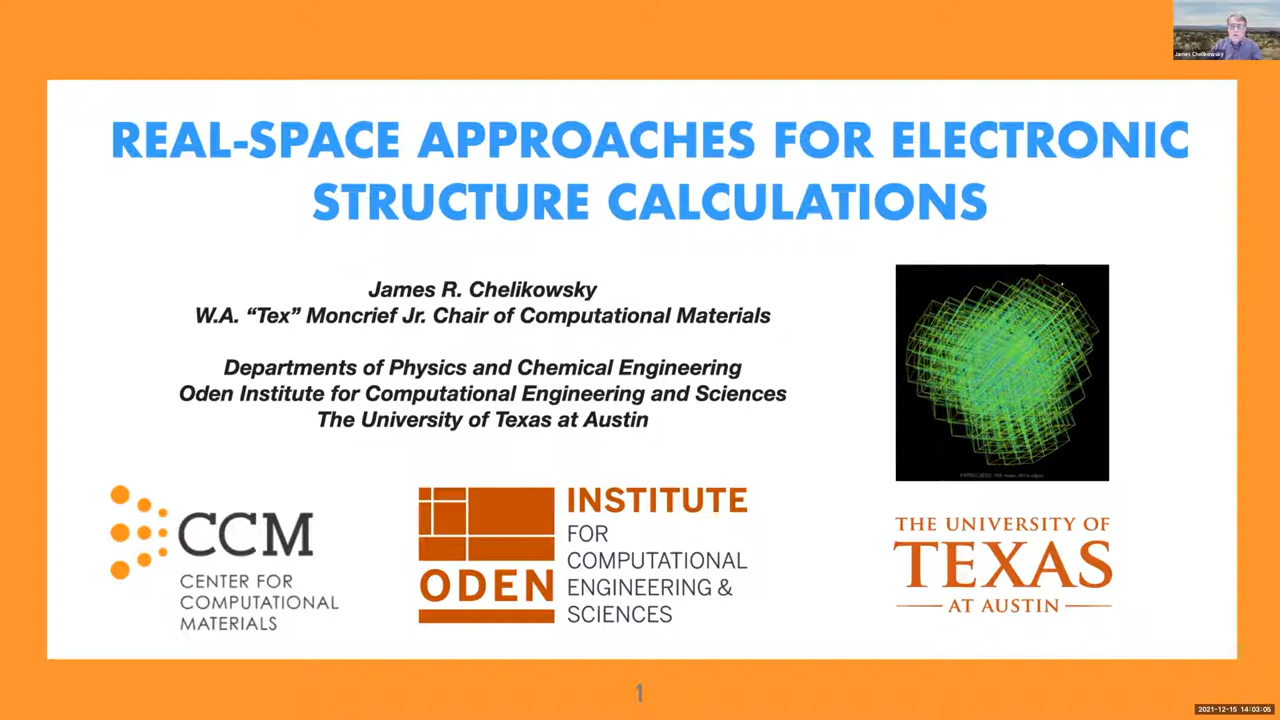 James Chelikowsky
REAL-SPACE APPROACHES FOR ELECTRONIC
STRUCTURE CALCULATIONS
James R. Chelikowsky
W.A. “Tex” Moncrief Jr. Chair of Computational Materials
Departments of Physics and Chemical Engineering
Oden Institute for Computational Engineering and Sciences
The University of Texas at Austin
CCM
CENTER FOR
COMPUTATIONAL
MATERIALS
ODEN
INSTITUTE
FOR
COMPUTATIONAL
ENGINEERING &
SCIENCES
THE UNIVERSITY OF
TEXAS
AT AUSTIN
1
2021-12-15 14:03:05